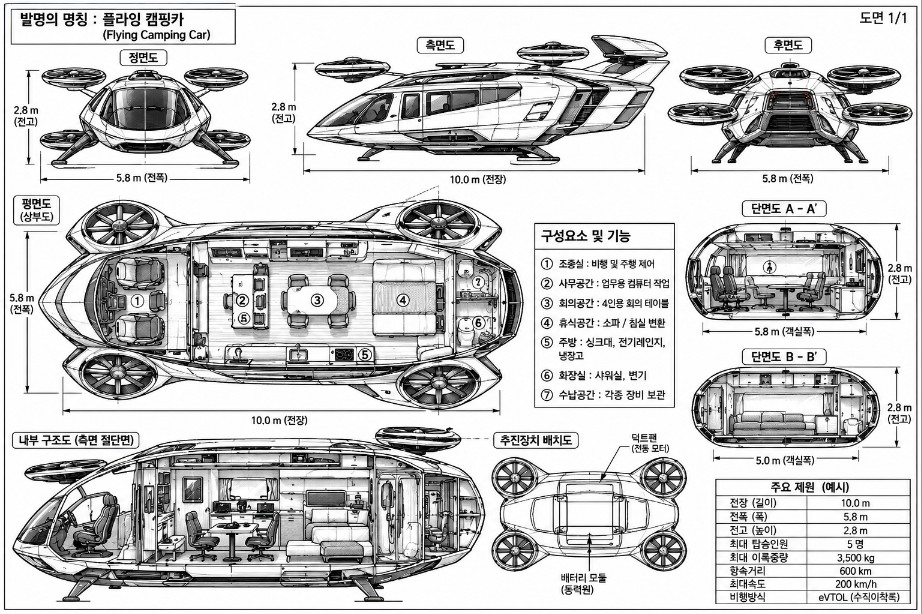 발명의 명칭 : 플라잉 캠핑카
(Flying Camping Car)
도면 1/1
정면도
2.8 m
(전고)
5.8 m (전폭)
측면도
2.8 m
(전고)
10.0 m (전장)
후면도
5.8 m (전폭)
평면도
(상부도)
5.8 m
(전폭)
①
②
③
④
⑤
⑤
⑥
⑦
10.0 m (전장)
구성요소 및 기능
① 조종실 : 비행 및 주행 제어
② 사무공간 : 업무용 컴퓨터 작업
③ 회의공간 : 4인용 회의 테이블
④ 휴식공간 : 소파 / 침실 변환
⑤ 주방 : 싱크대, 전기레인지,
냉장고
⑥ 화장실 : 샤워실, 변기
⑦ 수납공간 : 각종 장비 보관
단면도 A - A'
2.8 m
(전고)
5.8 m (객실폭)
단면도 B - B'
2.8 m
(전고)
5.0 m (객실폭)
내부 구조도 (측면 절단면)
추진장치 배치도
덕트팬
(전동 모터)
배터리 모듈
(동력원)
주요 제원 (예시)
전장 (길이) 10.0 m
전폭 (폭) 5.8 m
전고 (높이) 2.8 m
최대 탑승인원 5 명
최대 이륙중량 3,500 kg
항속거리 600 km
최대속도 200 km/h
비행방식 eVTOL (수직이착륙)